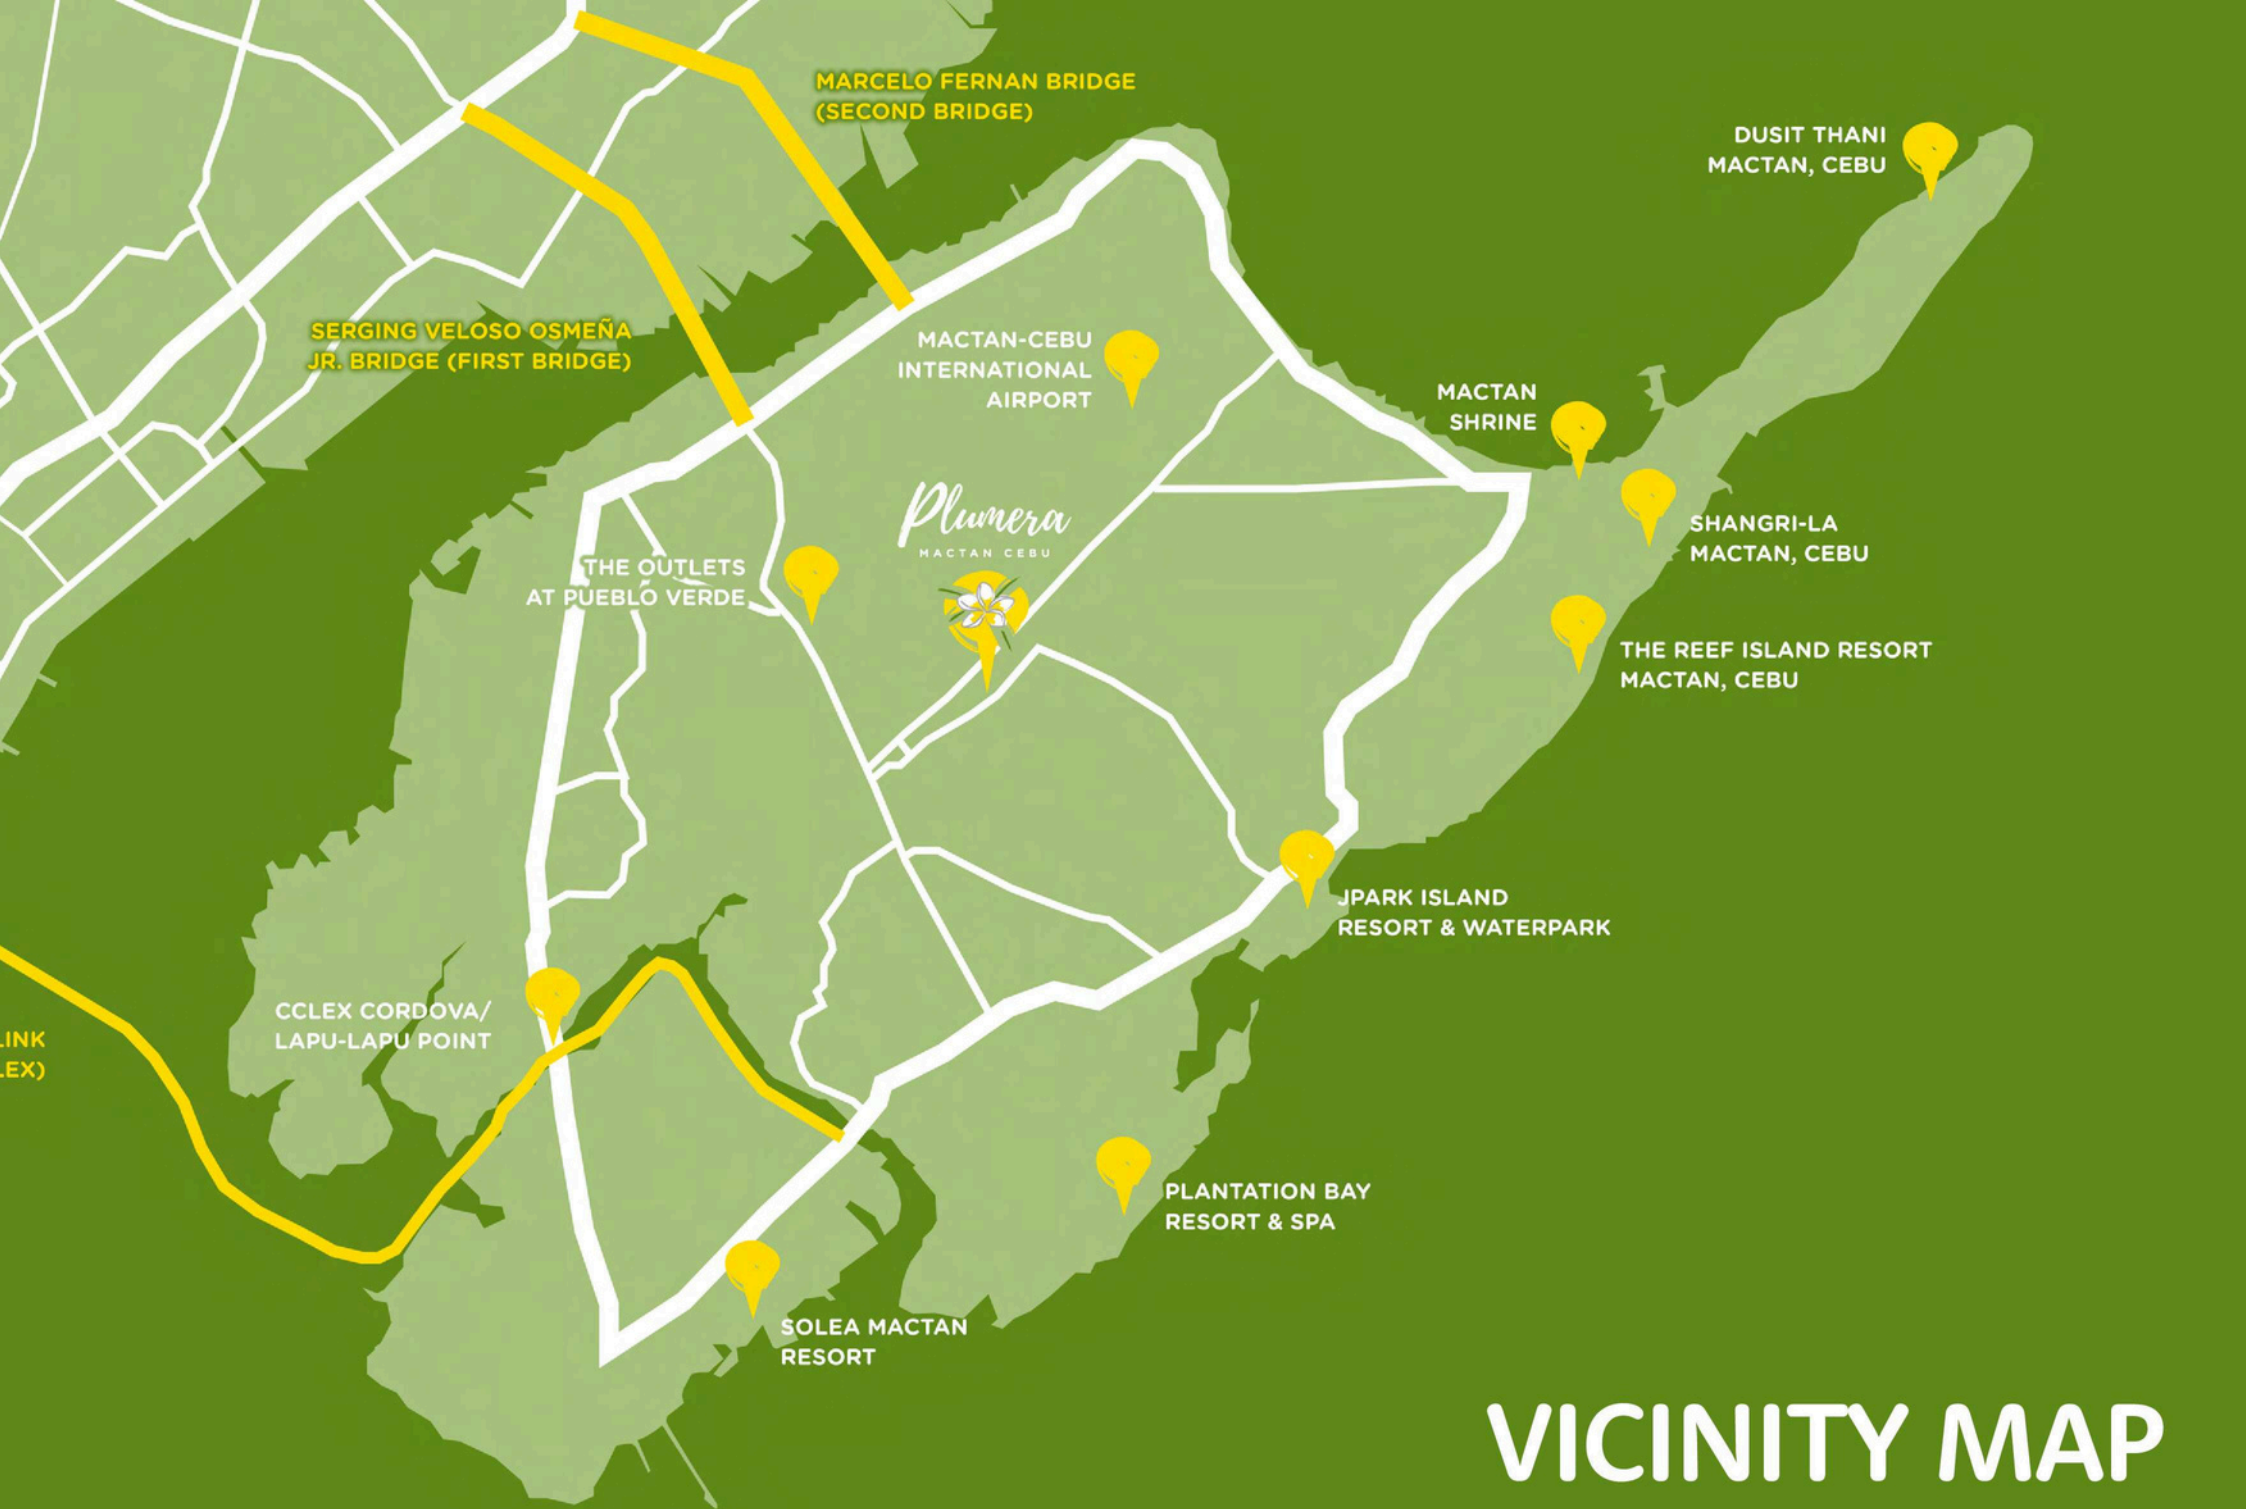 MARCELO FERNAN BRIDGE
(SECOND BRIDGE)
DUSIT THANI
MACTAN, CEBU
SERGING VELOSO OSMEÑA
JR. BRIDGE (FIRST BRIDGE)
MACTAN-CEBU
INTERNATIONAL
AIRPORT
MACTAN
SHRINE
Plumera
MACTAN CEBU
SHANGRI-LA
MACTAN, CEBU
THE OUTLETS
AT PUEBLO VERDE
THE REEF ISLAND RESORT
MACTAN, CEBU
JPARK ISLAND
RESORT & WATERPARK
CCLEX CORDOVA/
LAPU-LAPU POINT
LINK
LEX)
PLANTATION BAY
RESORT & SPA
SOLEA MACTAN
RESORT
VICINITY MAP